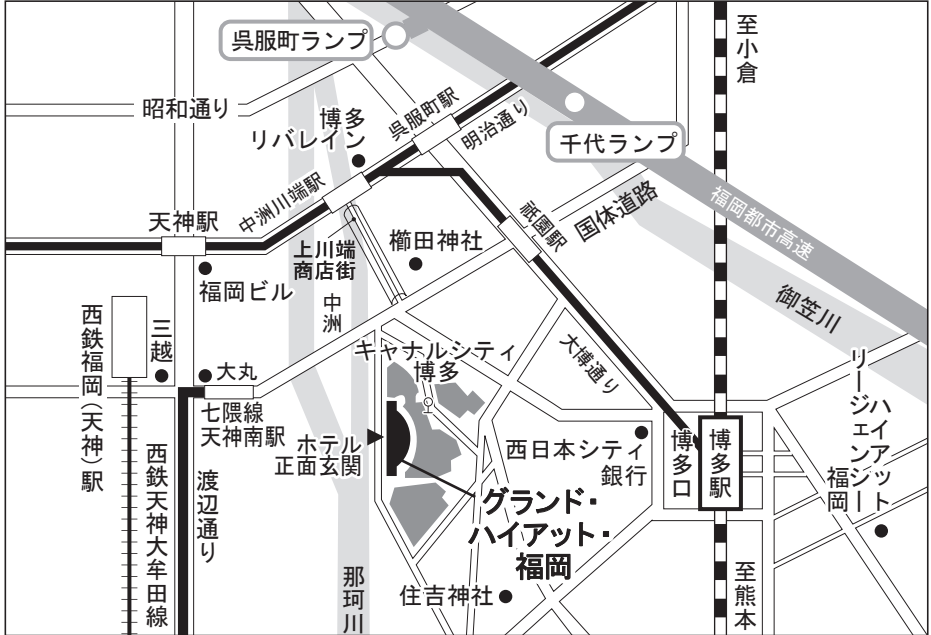 呉服町ランプ
至小倉
昭和通り
博多
リバレイン
呉服町駅
明治通り
千代ランプ
中洲川端駅
天神駅
祇園駅
国体道路
福岡都市高速
上川端
商店街
櫛田神社
福岡ビル
中洲
御笠川
西鉄福岡(天神)駅
三越
大丸
キャナルシティ
博多
大博通り
七隈線
天神南駅
ホテル
正面玄関
西日本シティ
銀行
博多口
博多駅
ハイアット
リージェンシー
福岡
西鉄天神大牟田線
渡辺通り
グランド・
ハイアット・
福岡
那珂川
住吉神社
至熊本